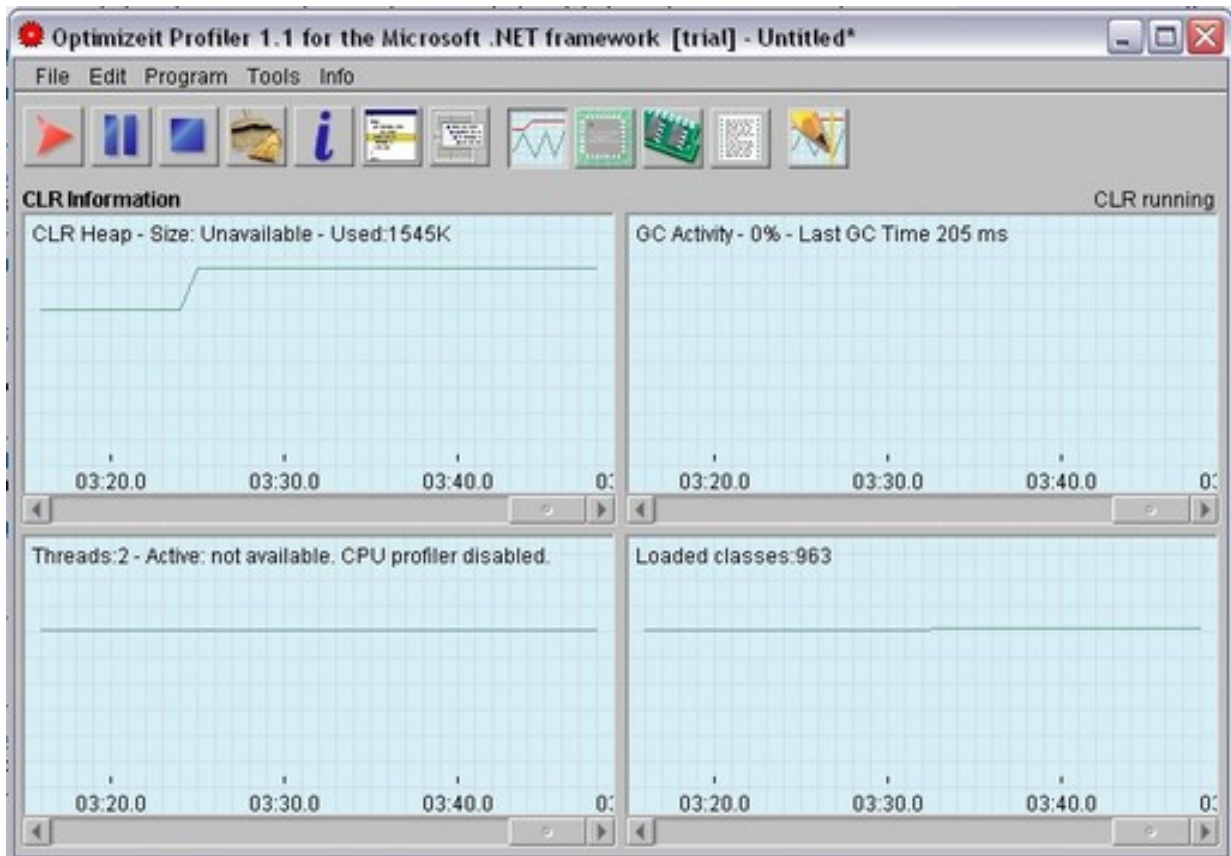 Optimizeit Profiler 1.1 for the Microsoft .NET framework [trial] - Untitled*
File Edit Program Tools Info
CLR Information
CLR running
CLR Heap - Size: Unavailable - Used:1545K
03:20.0 03:30.0 03:40.0 0:
GC Activity - 0% - Last GC Time 205 ms
03:20.0 03:30.0 03:40.0 0:
Threads:2 - Active: not available. CPU profiler disabled.
03:20.0 03:30.0 03:40.0 0:
Loaded classes:963
03:20.0 03:30.0 03:40.0 0: